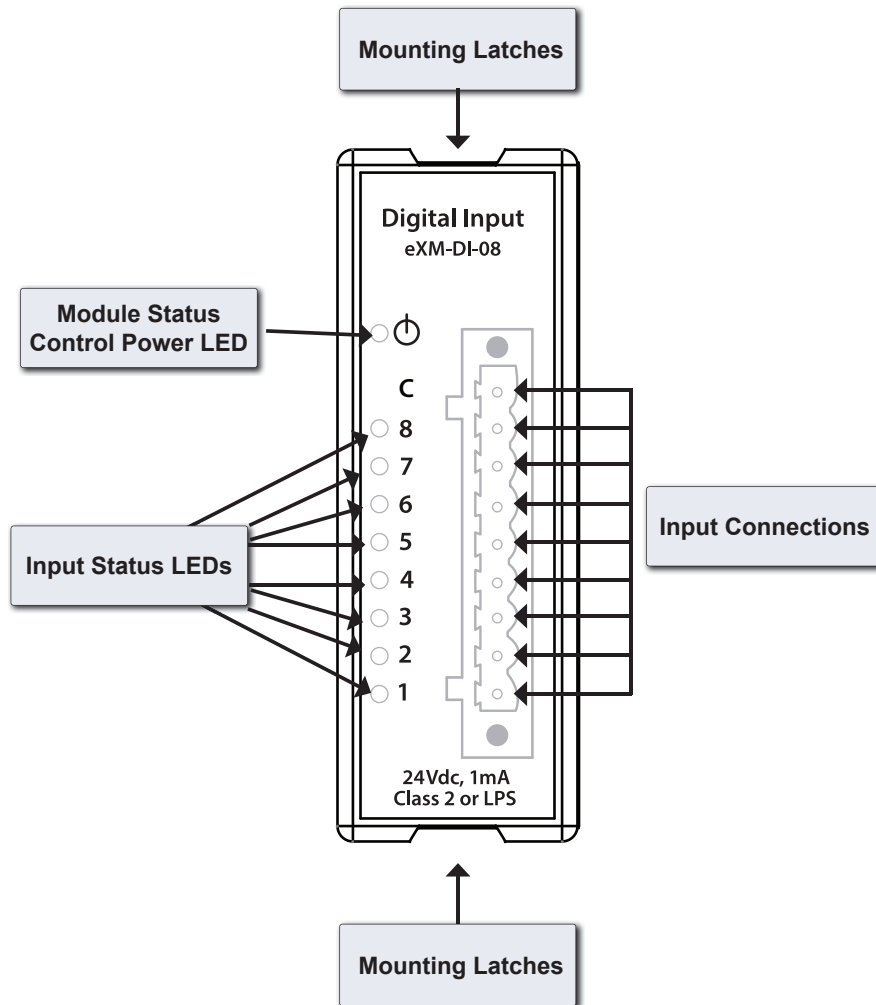 Mounting Latches
Digital Input
eXM-DI-08
Module Status
Control Power LED
C
8
7
6
5
4
3
2
1
Input Status LEDs
Input Connections
24Vdc, 1mA
Class 2 or LPS
Mounting Latches